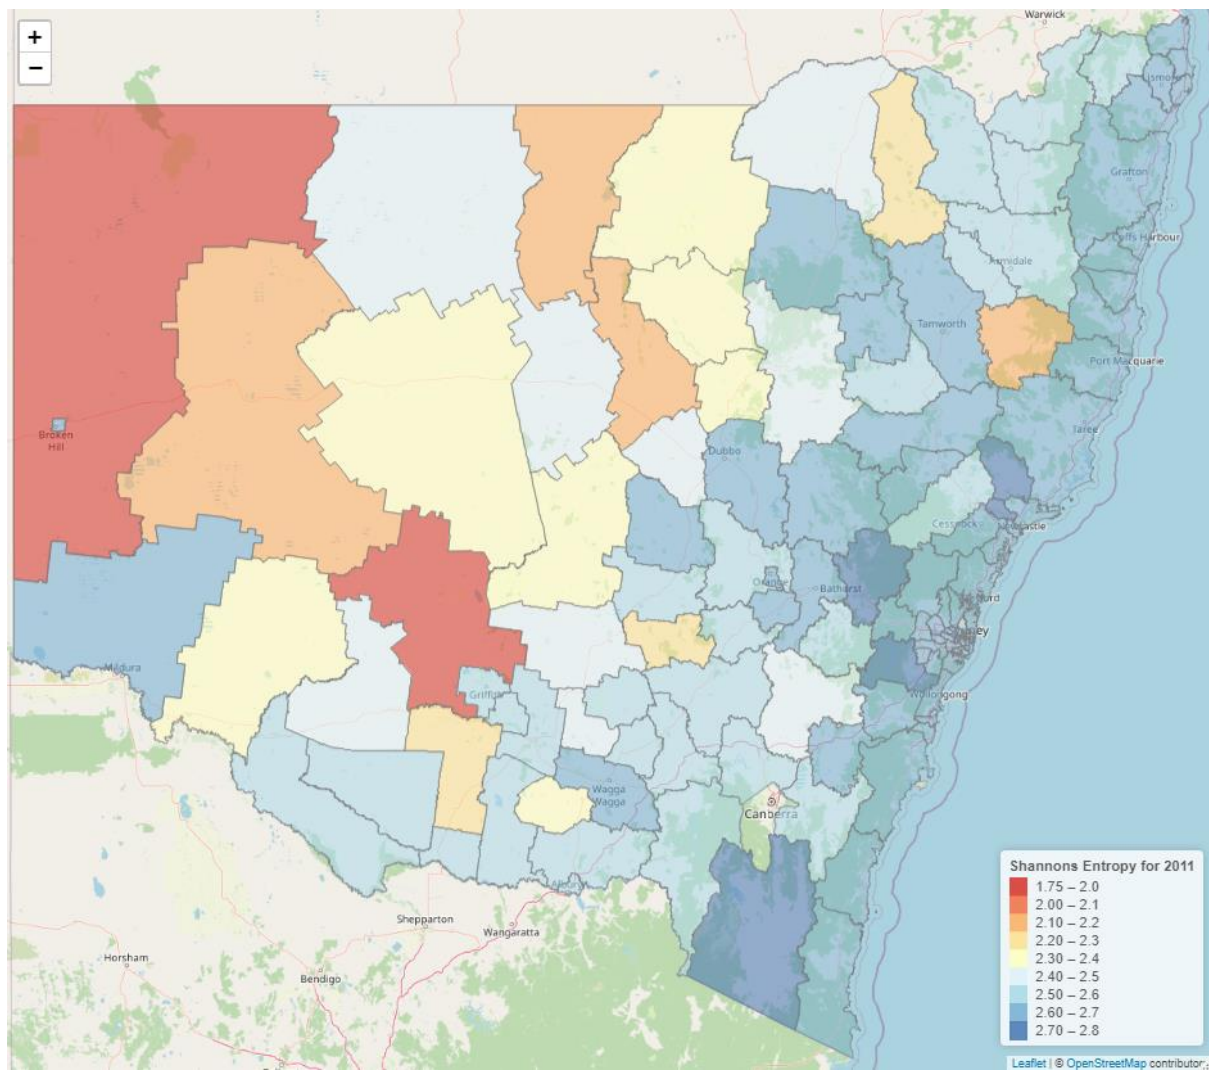 Warwick
+
−
Grafton
Coffs Harbour
Armidale
Tamworth
Port Macquarie
Broken
Hill
Taree
Dubbo
Cessnock
Newcastle
Orange
Bathurst
Mildura
Griffith
Wollongong
Wagga
Wagga
Canberra
Albury
Shepparton
Wangaratta
Horsham
Bendigo
Shannons Entropy for 2011
1.75 – 2.0
2.00 – 2.1
2.10 – 2.2
2.20 – 2.3
2.30 – 2.4
2.40 – 2.5
2.50 – 2.6
2.60 – 2.7
2.70 – 2.8
Leaflet | © OpenStreetMap contributor